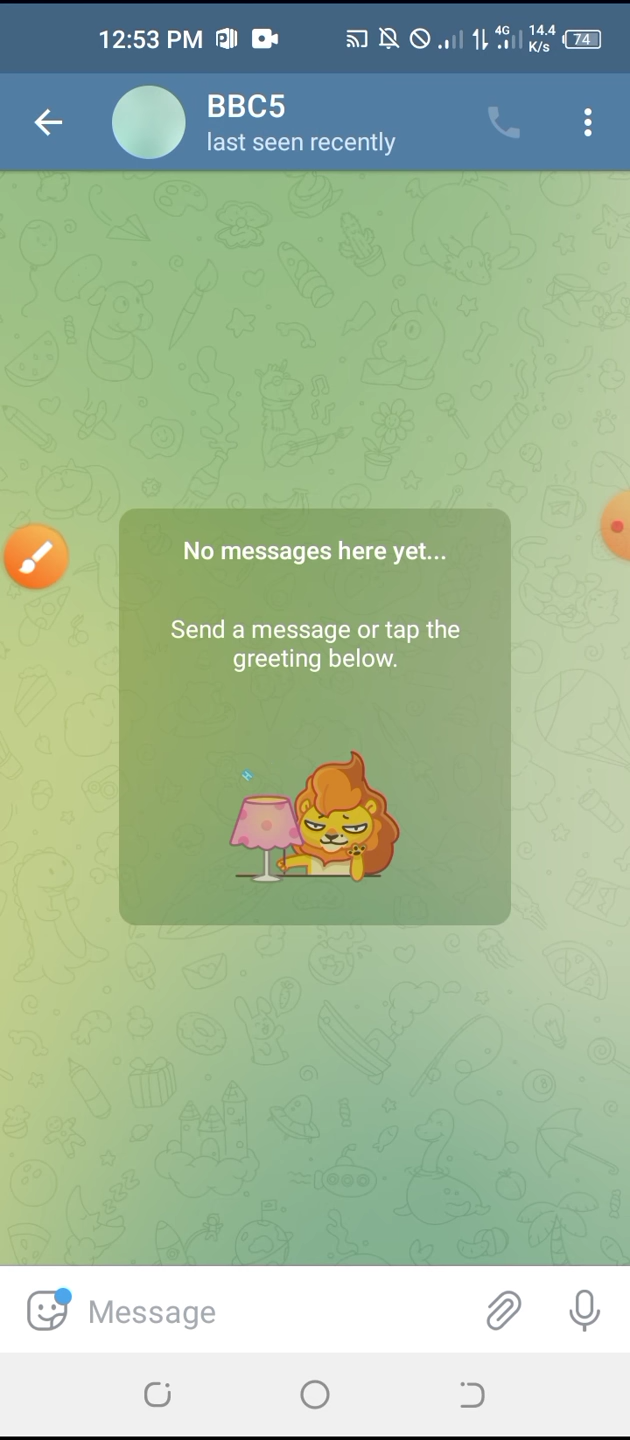 12:53 PM
4G
14.4
K/s
74
BBC5
last seen recently
No messages here yet...
Send a message or tap the
greeting below.
Message